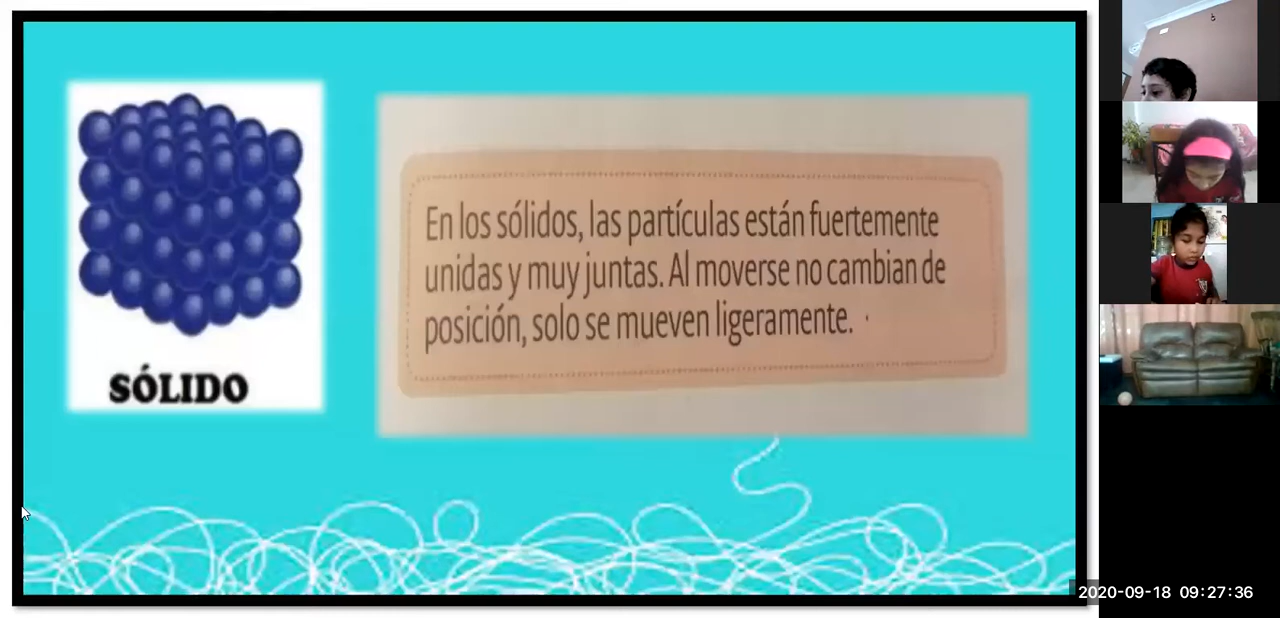 SÓLIDO
En los sólidos, las partículas están fuertemente
unidas y muy juntas. Al moverse no cambian de
posición, solo se mueven ligeramente.
2020-09-18 09:27:36